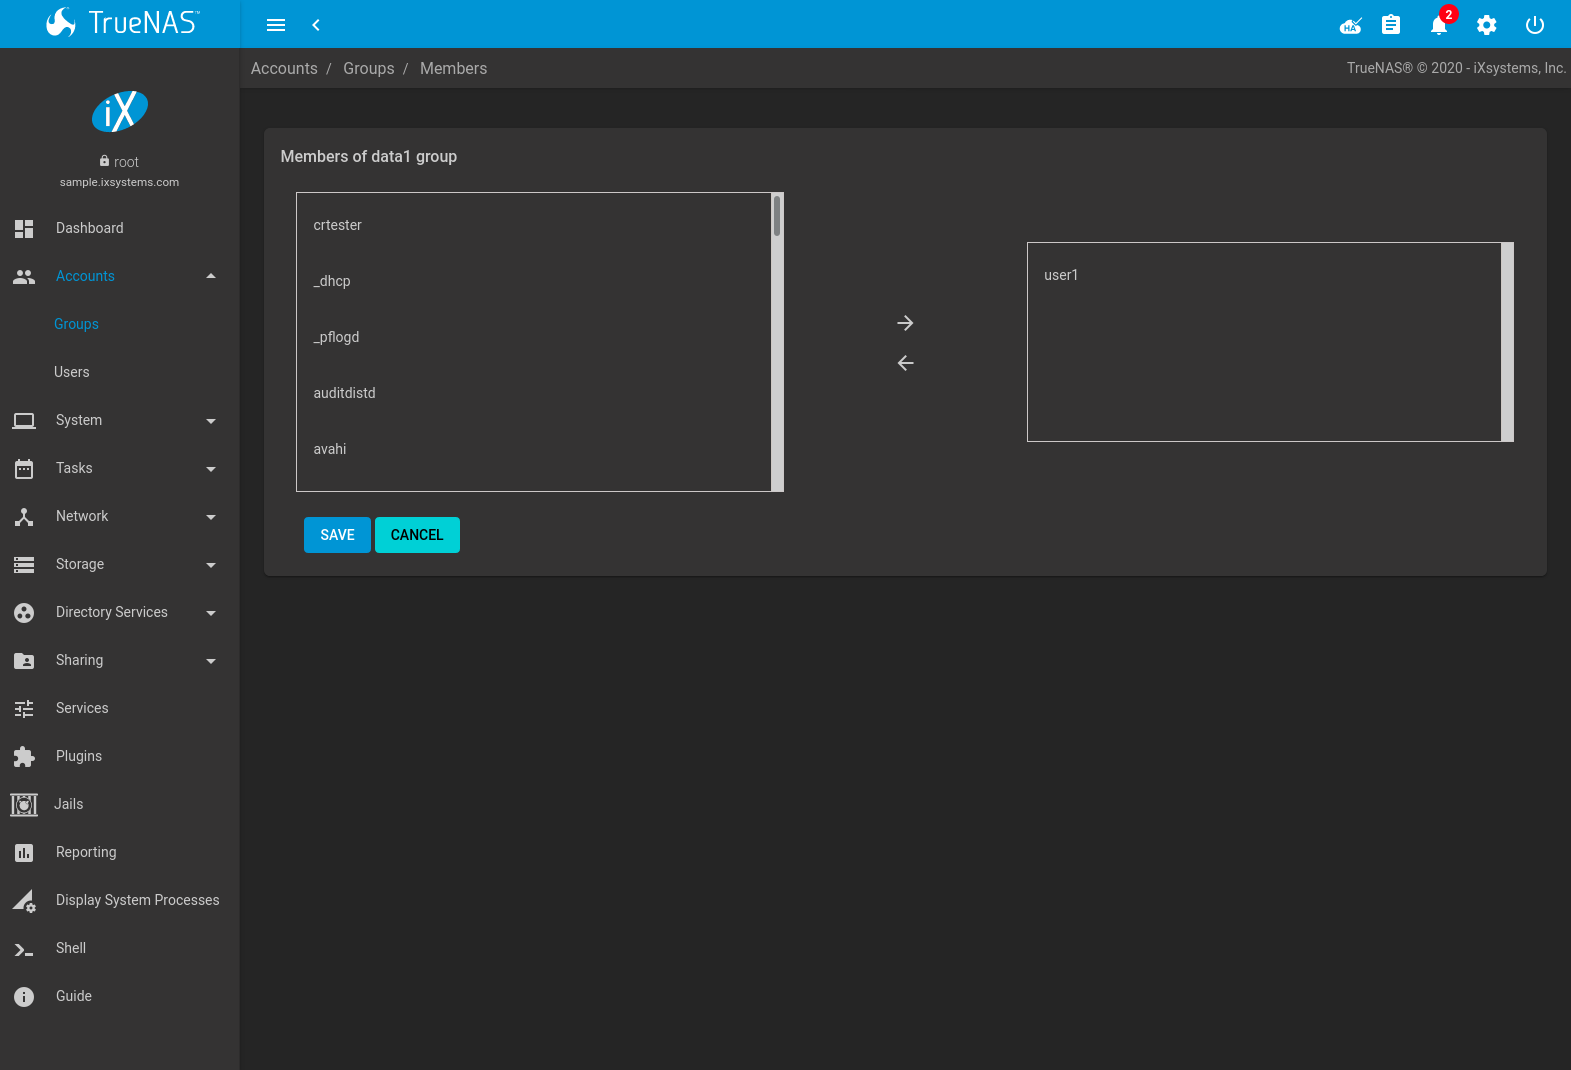 TrueNAS™
HA
2
Accounts / Groups / Members
TrueNAS® © 2020 - iXsystems, Inc.
iX
root
sample.ixsystems.com
Dashboard
Accounts
Groups
Users
System
Tasks
Network
Storage
Directory Services
Sharing
Services
Plugins
Jails
Reporting
Display System Processes
Shell
Guide
Members of data1 group
crtester
_dhcp
_pflogd
auditdistd
avahi
user1
SAVE
CANCEL